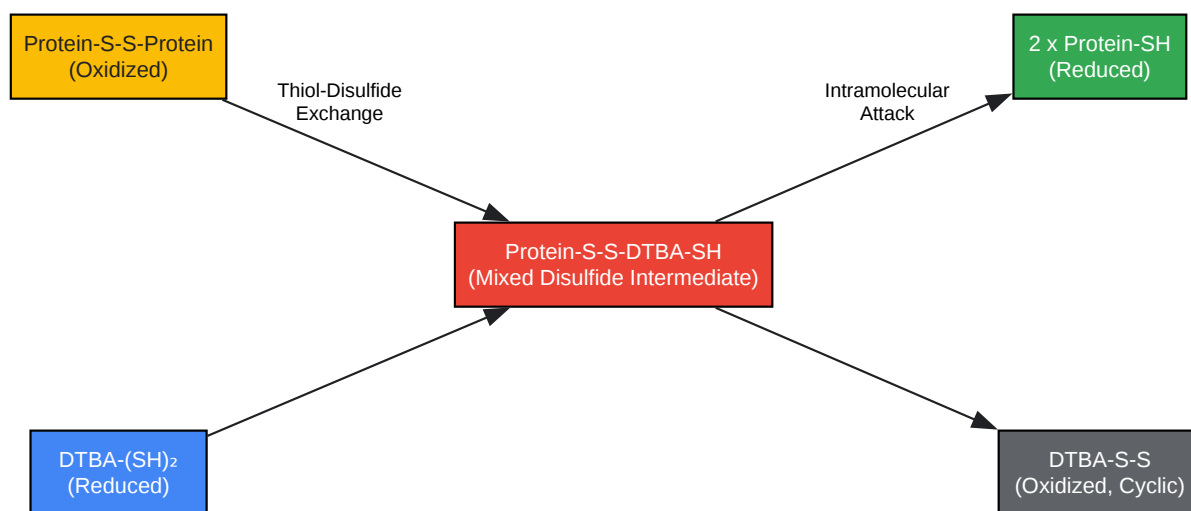 Protein-S-S-Protein
(Oxidized)
Thiol-Disulfide
Exchange
Intramolecular
Attack
2 x Protein-SH
(Reduced)
Protein-S-S-DTBA-SH
(Mixed Disulfide Intermediate)
DTBA-(SH)₂
(Reduced)
DTBA-S-S
(Oxidized, Cyclic)